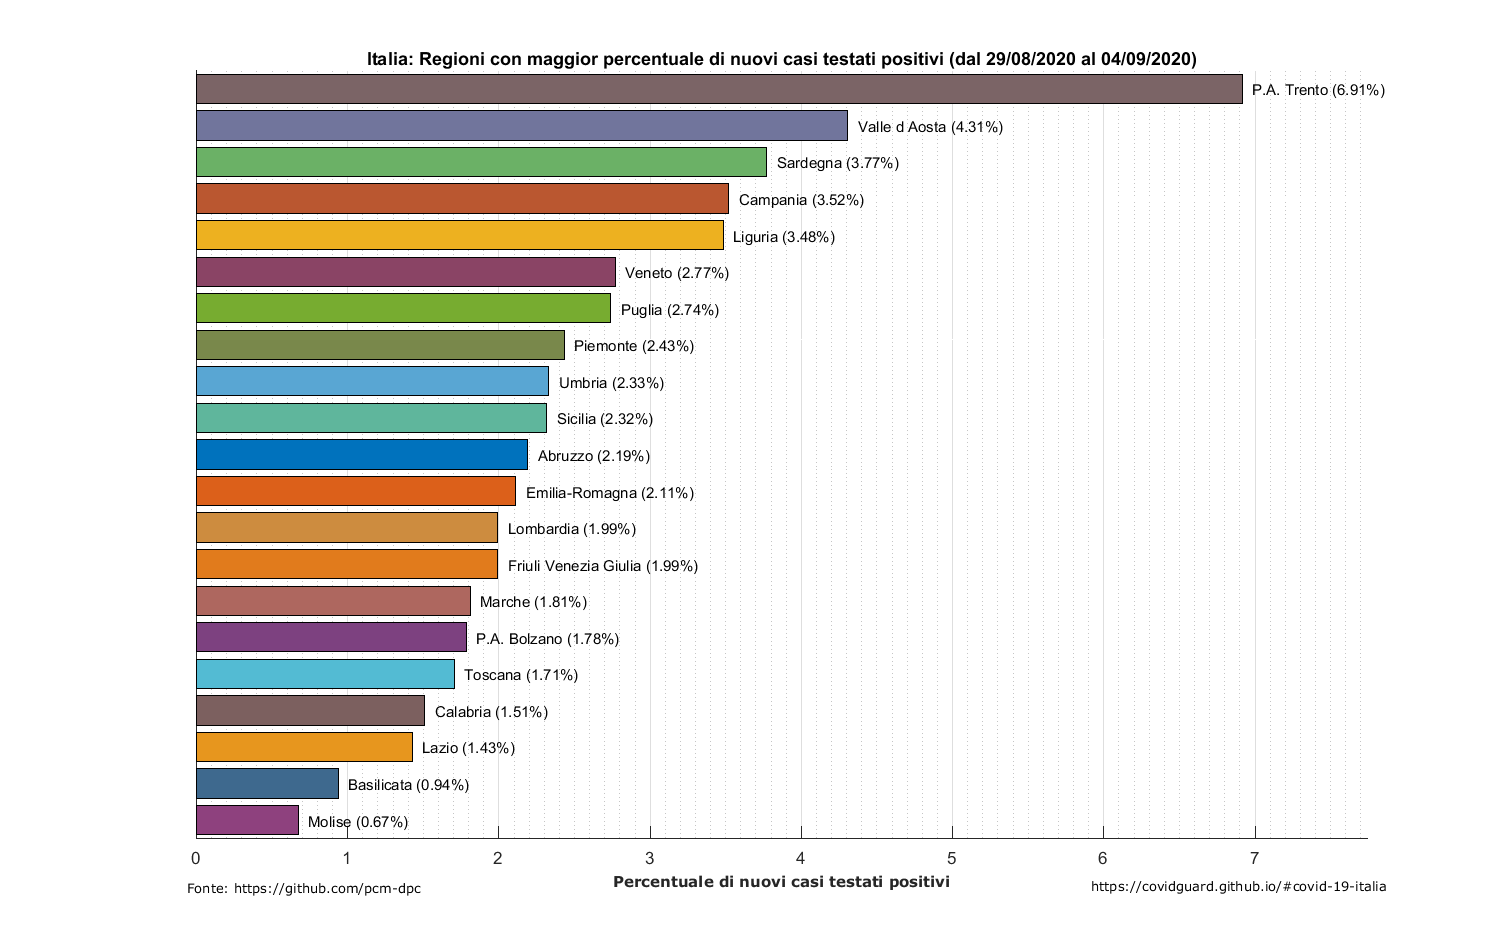 Italia: Regioni con maggior percentuale di nuovi casi testati positivi (dal 29/08/2020 al 04/09/2020)
P.A. Trento (6.91%)
Valle d Aosta (4.31%)
Sardegna (3.77%)
Campania (3.52%)
Liguria (3.48%)
Veneto (2.77%)
Puglia (2.74%)
Piemonte (2.43%)
Umbria (2.33%)
Sicilia (2.32%)
Abruzzo (2.19%)
Emilia-Romagna (2.11%)
Lombardia (1.99%)
Friuli Venezia Giulia (1.99%)
Marche (1.81%)
P.A. Bolzano (1.78%)
Toscana (1.71%)
Calabria (1.51%)
Lazio (1.43%)
Basilicata (0.94%)
Molise (0.67%)
0 1 2 3 4 5 6 7
Percentuale di nuovi casi testati positivi
Fonte: https://github.com/pcm-dpc
https://covidguard.github.io/#covid-19-italia